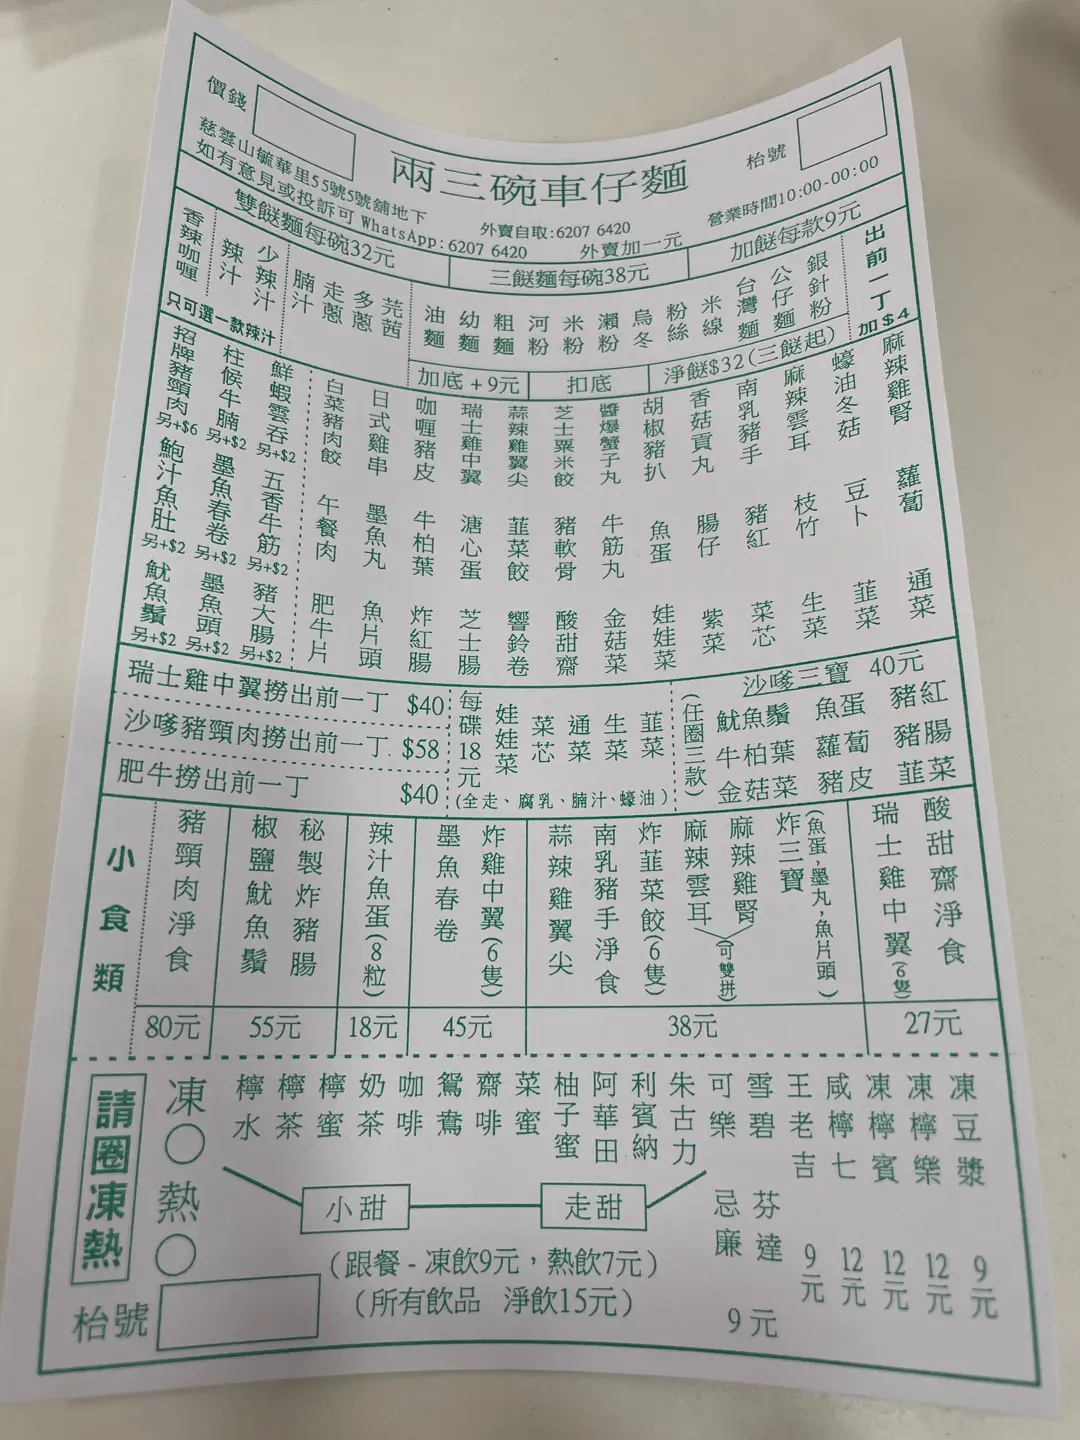 價錢
兩三碗車仔麵
枱號
慈雲山毓華里55號5號舖地下
如有意見或投訴可 WhatsApp:6207 6420
外賣自取:6207 6420
外賣加一元
營業時間10:00-00:00
雙餸麵每碗32元
三餸麵每碗38元
加餸每款9元
香辣咖喱
辣汁
少辣汁
只可選一款辣汁
腩汁
走蔥
多蔥
芫茜
油麵
幼麵
粗麵
河粉
米粉
瀨粉
烏冬
粉絲
米線
台灣麵
公仔麵
銀針粉
出前一丁
加$4
加底 +9元
扣底
淨餸$32(三餸起)
招牌豬頸肉
另+$6
柱候牛腩
另+$2
鮮蝦雲吞
另+$2
白菜豬肉餃
日式雞串
咖喱豬皮
瑞士雞中翼
蒜辣雞翼尖
芝士粟米餃
醬爆蟹子丸
胡椒豬扒
香菇貢丸
南乳豬手
麻辣雲耳
蠔油冬菇
麻辣雞腎
鮑汁魚肚
另+$2
墨魚春卷
另+$2
五香牛筋
另+$2
午餐肉
墨魚丸
牛柏葉
溏心蛋
韮菜餃
豬軟骨
牛筋丸
魚蛋
腸仔
豬紅
枝竹
豆卜
蘿蔔
魷魚鬚
另+$2
墨魚頭
另+$2
豬大腸
另+$2
肥牛片
魚片頭
炸紅腸
芝士腸
響鈴卷
酸甜齋
金菇菜
娃娃菜
紫菜
菜芯
生菜
韮菜
通菜
瑞士雞中翼撈出前一丁 $40
沙嗲豬頸肉撈出前一丁 $58
肥牛撈出前一丁 $40
每碟18元
娃娃菜
菜芯
通菜
生菜
韮菜
(全走、腐乳、腩汁、蠔油)
(任圈三款)
沙嗲三寶 40元
魷魚鬚 魚蛋 豬紅
牛柏葉 蘿蔔 豬腸
金菇菜 豬皮 韮菜
小食類
豬頸肉淨食
80元
椒鹽魷魚鬚
秘製炸豬腸
55元
辣汁魚蛋(8粒)
18元
墨魚春卷
炸雞中翼(6隻)
45元
蒜辣雞翼尖
南乳豬手淨食
炸韮菜餃(6隻)
麻辣雲耳
麻辣雞腎
(可雙拼)
炸三寶
(魚蛋,墨丸,魚片頭)
38元
瑞士雞中翼(6隻)
酸甜齋淨食
27元
請圈凍熱
凍○
熱○
檸水
檸茶
檸蜜
奶茶
咖啡
鴛鴦
齋啡
菜蜜
柚子蜜
阿華田
利賓納
朱古力
可樂
雪碧
忌廉
芬達
9元
王老吉
9元
咸檸七
12元
凍檸賓
12元
凍檸樂
12元
凍豆漿
9元
小甜
走甜
(跟餐 - 凍飲9元，熱飲7元)
(所有飲品 淨飲15元)
枱號